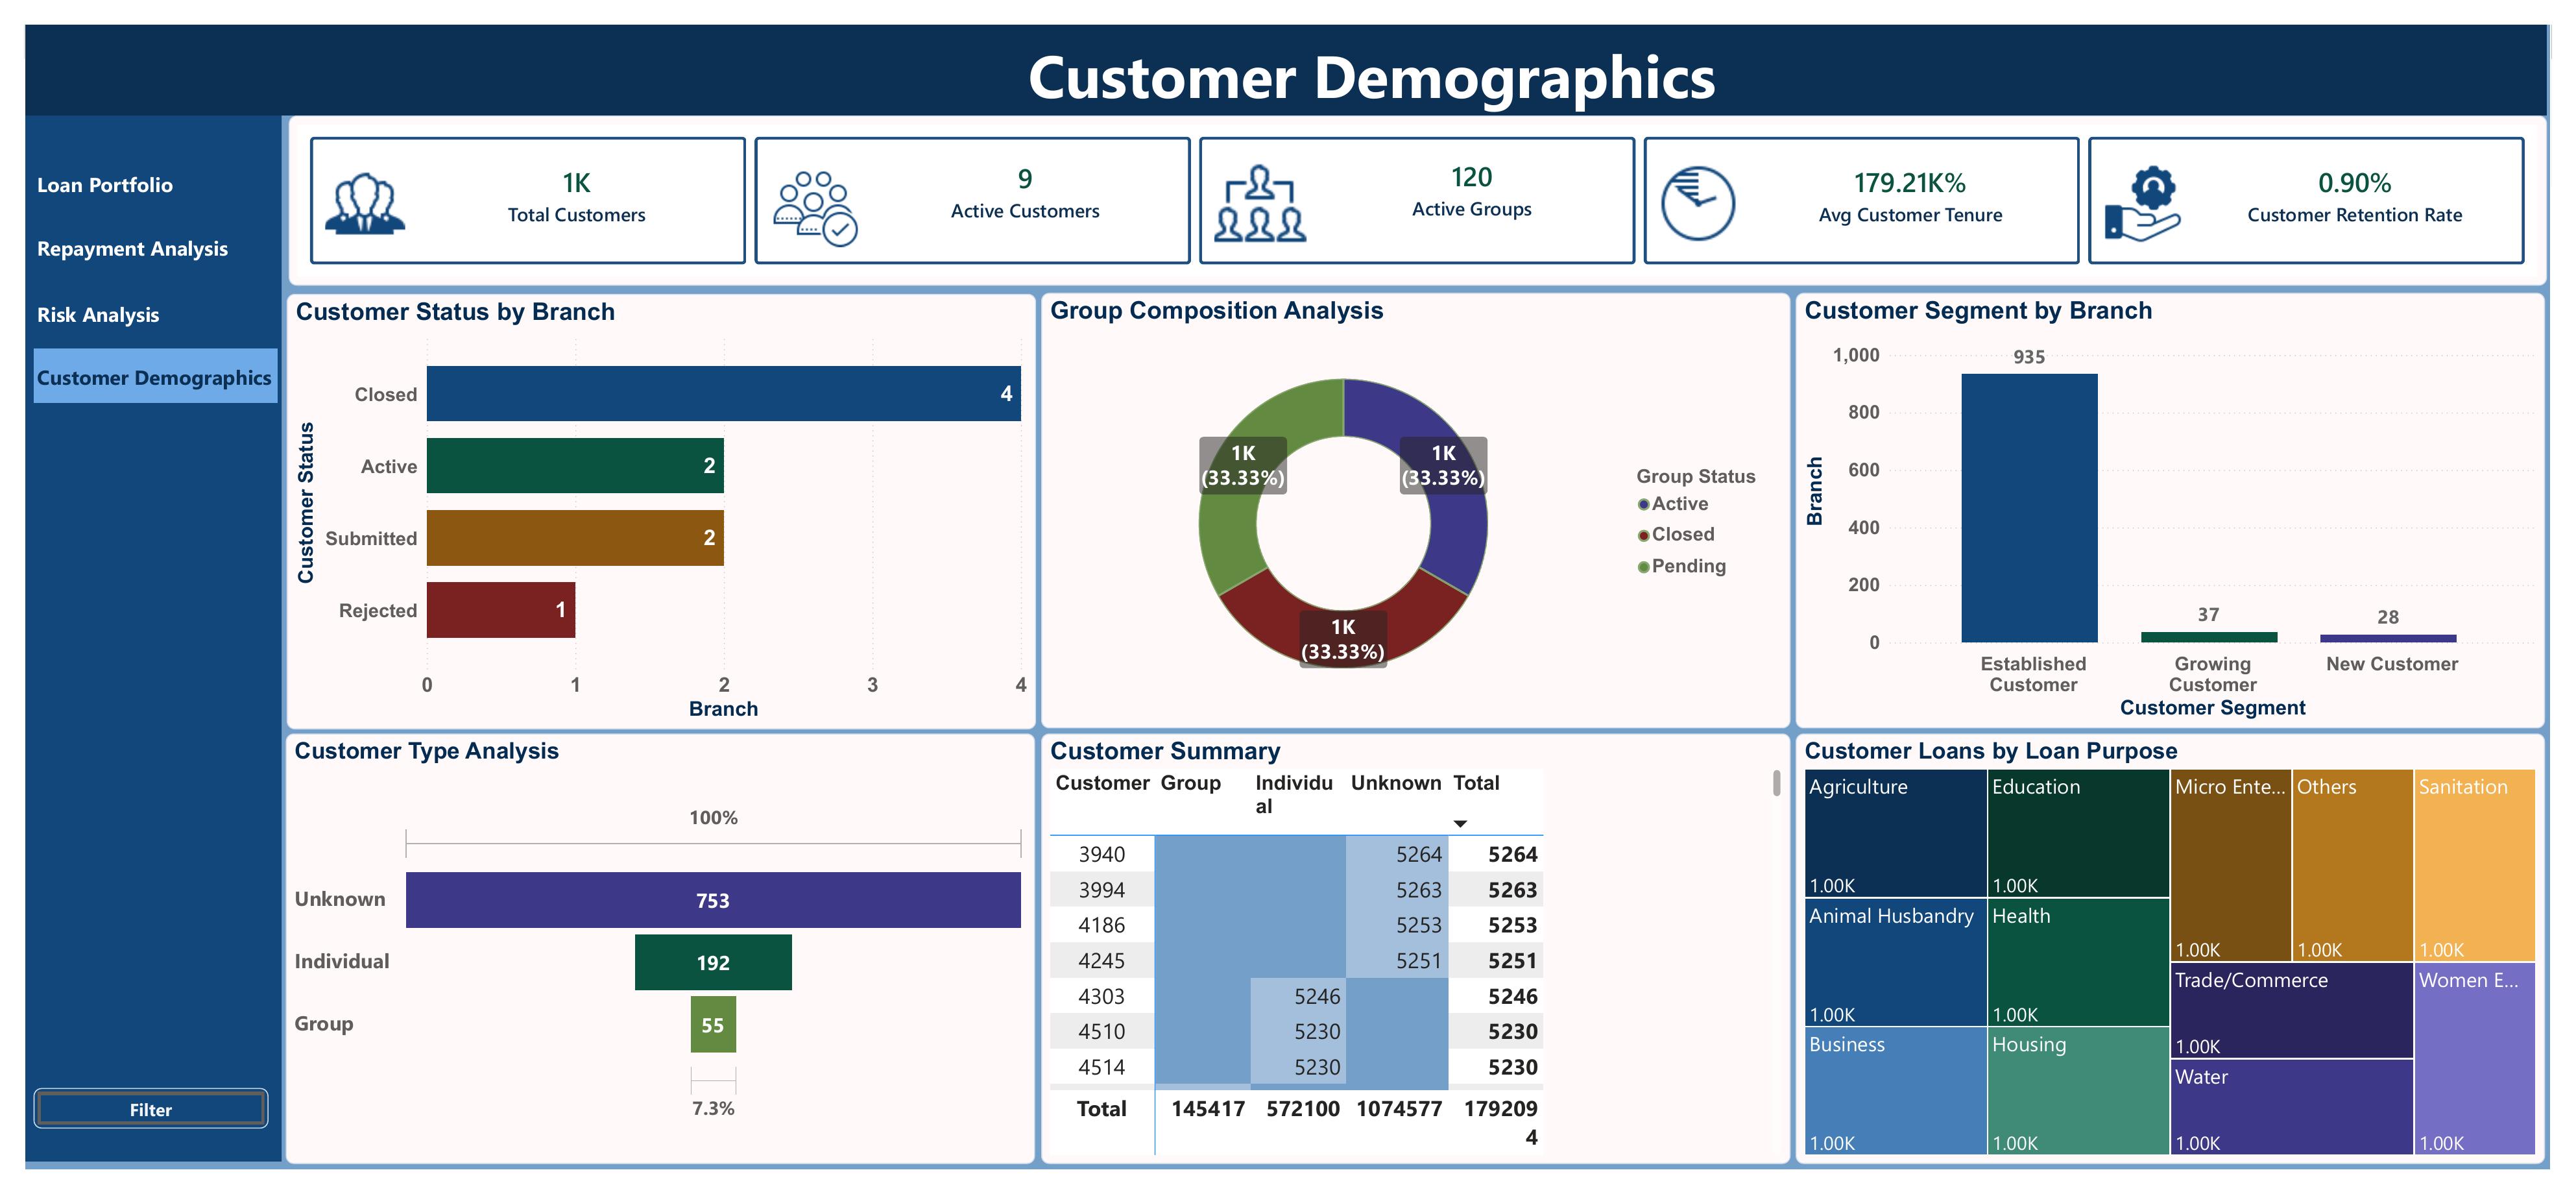 Customer Demographics
Loan Portfolio
Repayment Analysis
Risk Analysis
Customer Demographics
Filter
1K
Total Customers
9
Active Customers
120
Active Groups
179.21K%
Avg Customer Tenure
0.90%
Customer Retention Rate
Customer Status by Branch
Customer Status
Closed
4
Active
2
Submitted
2
Rejected
1
0 1 2 3 4
Branch
Group Composition Analysis
1K
(33.33%)
1K
(33.33%)
1K
(33.33%)
Group Status
Active
Closed
Pending
Customer Segment by Branch
Branch
1,000
800
600
400
200
0
935
37
28
Established
Customer
Growing
Customer
New Customer
Customer Segment
Customer Type Analysis
100%
Unknown
753
Individual
192
Group
55
7.3%
Customer Summary
Customer Group Individu Unknown Total
al
3940 5264 5264
3994 5263 5263
4186 5253 5253
4245 5251 5251
4303 5246 5246
4510 5230 5230
4514 5230 5230
Total 145417 572100 1074577 179209
4
Customer Loans by Loan Purpose
Agriculture
1.00K
Animal Husbandry
1.00K
Business
1.00K
Education
1.00K
Health
1.00K
Housing
1.00K
Micro Ente...
1.00K
Others
1.00K
Sanitation
1.00K
Trade/Commerce
1.00K
Water
1.00K
Women E...
1.00K